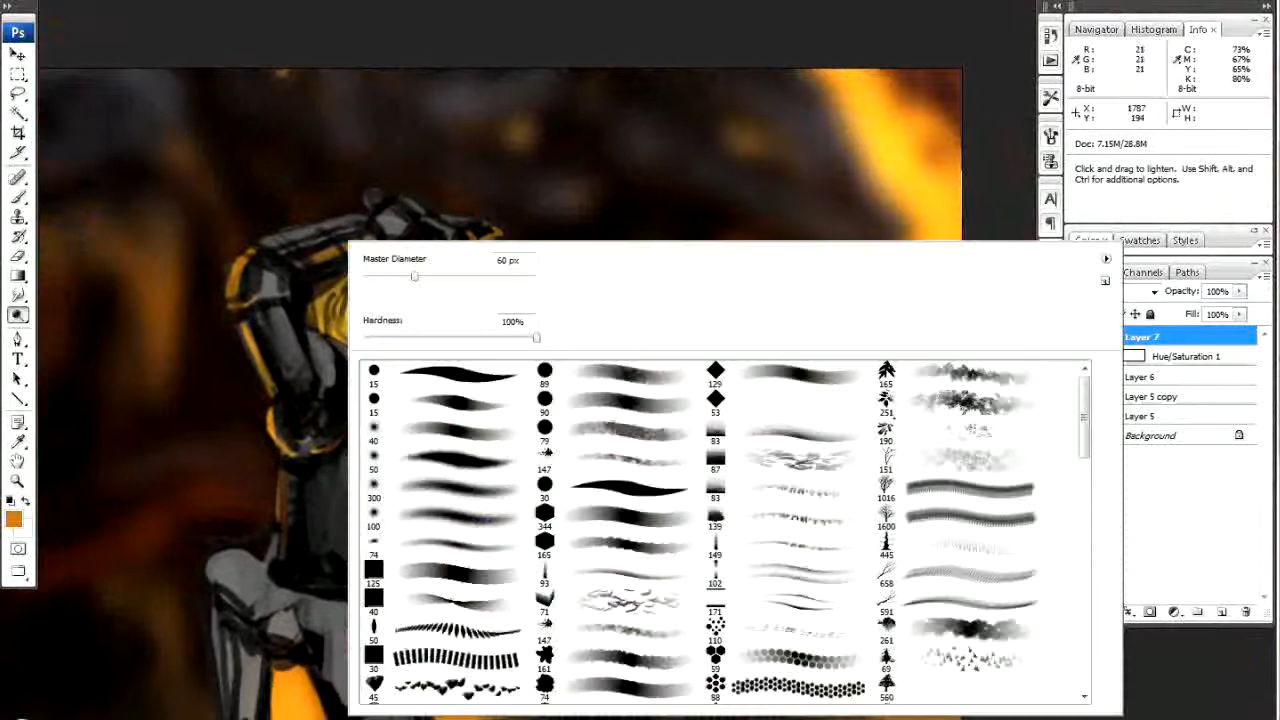 Ps
Navigator
Histogram
Info ×
R: 21
G: 21
B: 21
8-bit
C: 73%
M: 67%
Y: 65%
K: 80%
8-bit
X: 1787
Y: 194
W:
H:
Doc: 7.15M/28.8M
Click and drag to lighten. Use Shift, Alt, and
Ctrl for additional options.
Swatches
Styles
Channels
Paths
Opacity: 100%
Fill: 100%
Layer 7
Hue/Saturation 1
Layer 6
Layer 5 copy
Layer 5
Background
Master Diameter
60 px
Hardness:
100%
15
89
129
165
15
90
53
251
40
79
83
190
50
147
87
151
300
30
83
1016
100
344
139
1600
74
165
149
445
125
93
102
658
40
71
171
591
50
147
110
261
30
161
59
69
45
74
88
560
T
A